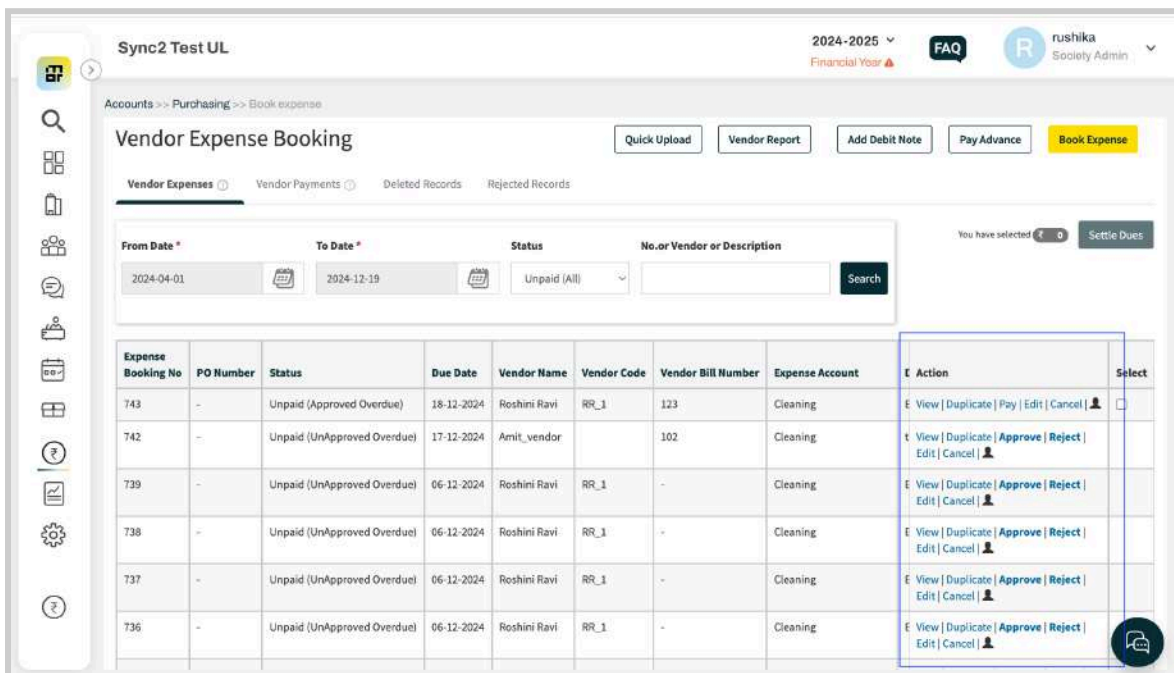 Sync2 Test UL
2024-2025
Financial Year
FAQ
R
rushika
Society Admin
Accounts >> Purchasing >> Book expense
Vendor Expense Booking
Quick Upload
Vendor Report
Add Debit Note
Pay Advance
Book Expense
Vendor Expenses
Vendor Payments
Deleted Records
Rejected Records
You have selected ₹ 0
Settle Dues
From Date *
To Date *
Status
No.or Vendor or Description
2024-04-01
2024-12-19
Unpaid (All)
Search
Expense Booking No PO Number Status Due Date Vendor Name Vendor Code Vendor Bill Number Expense Account Action Select
743 - Unpaid (Approved Overdue) 18-12-2024 Roshini Ravi RR_1 123 Cleaning E View | Duplicate | Pay | Edit | Cancel |
742 - Unpaid (UnApproved Overdue) 17-12-2024 Amit_vendor 102 Cleaning t View | Duplicate | Approve | Reject |
Edit | Cancel |
739 - Unpaid (UnApproved Overdue) 06-12-2024 Roshini Ravi RR_1 - Cleaning E View | Duplicate | Approve | Reject |
Edit | Cancel |
738 - Unpaid (UnApproved Overdue) 06-12-2024 Roshini Ravi RR_1 - Cleaning E View | Duplicate | Approve | Reject |
Edit | Cancel |
737 - Unpaid (UnApproved Overdue) 06-12-2024 Roshini Ravi RR_1 - Cleaning E View | Duplicate | Approve | Reject |
Edit | Cancel |
736 - Unpaid (UnApproved Overdue) 06-12-2024 Roshini Ravi RR_1 - Cleaning E View | Duplicate | Approve | Reject |
Edit | Cancel |